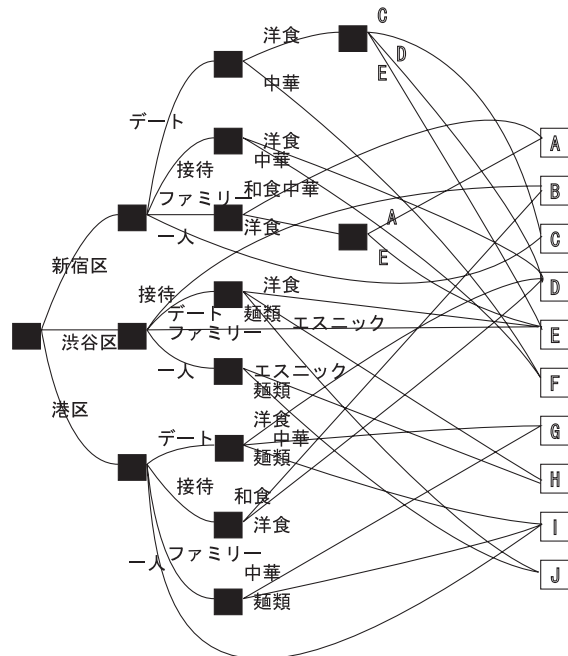 C
洋食
D
E
中華
デート
洋食
中華
接待
ファミリー
和食中華
洋食
A
E
一人
新宿区
渋谷区
港区
接待
洋食
デート
麺類
ファミリー
エスニック
一人
エスニック
麺類
デート
洋食
中華
麺類
接待
和食
洋食
ファミリー
一人
中華
麺類
A
B
C
D
E
F
G
H
I
J